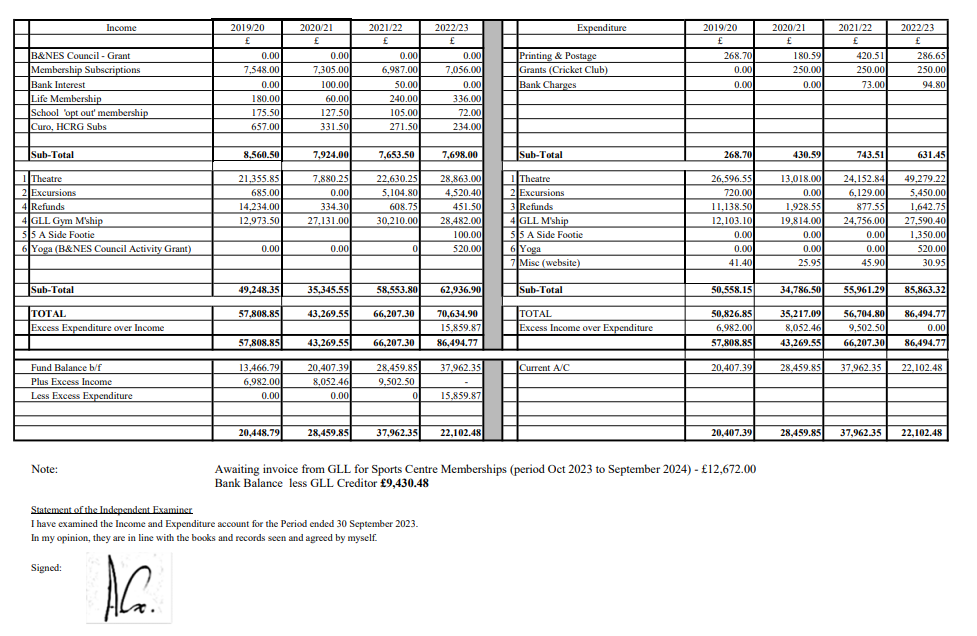 Income 2019/20 2020/21 2021/22 2022/23 Expenditure 2019/20 2020/21 2021/22 2022/23
£ £ £ £ £ £ £ £
B&NES Council - Grant 0.00 0.00 0.00 0.00 Printing & Postage 268.70 180.59 420.51 286.65
Membership Subscriptions 7,548.00 7,305.00 6,987.00 7,056.00 Grants (Cricket Club) 0.00 250.00 250.00 250.00
Bank Interest 0.00 100.00 50.00 0.00 Bank Charges 0.00 0.00 73.00 94.80
Life Membership 180.00 60.00 240.00 336.00
School 'opt out' membership 175.50 127.50 105.00 72.00
Curo, HCRG Subs 657.00 331.50 271.50 234.00
Sub-Total 8,560.50 7,924.00 7,653.50 7,698.00 Sub-Total 268.70 430.59 743.51 631.45
1 Theatre 21,355.85 7,880.25 22,630.25 28,863.00 1 Theatre 26,596.55 13,018.00 24,152.84 49,279.22
2 Excursions 685.00 0.00 5,104.80 4,520.40 2 Excursions 720.00 0.00 6,129.00 5,450.00
4 Refunds 14,234.00 334.30 608.75 451.50 3 Refunds 11,138.50 1,928.55 877.55 1,642.75
4 GLL Gym M'ship 12,973.50 27,131.00 30,210.00 28,482.00 4 GLL M'ship 12,103.10 19,814.00 24,756.00 27,590.40
5 5 A Side Footie 100.00 5 5 A Side Footie 0.00 0.00 0.00 1,350.00
6 Yoga (B&NES Council Activity Grant) 0.00 0.00 0 520.00 6 Yoga 0.00 0.00 0.00 520.00
7 Misc (website) 41.40 25.95 45.90 30.95
Sub-Total 49,248.35 35,345.55 58,553.80 62,936.90 Sub-Total 50,558.15 34,786.50 55,961.29 85,863.32
TOTAL 57,808.85 43,269.55 66,207.30 70,634.90 TOTAL 50,826.85 35,217.09 56,704.80 86,494.77
Excess Expenditure over Income 15,859.87 Excess Income over Expenditure 6,982.00 8,052.46 9,502.50 0.00
57,808.85 43,269.55 66,207.30 86,494.77 57,808.85 43,269.55 66,207.30 86,494.77
Fund Balance b/f 13,466.79 20,407.39 28,459.85 37,962.35 Current A/C 20,407.39 28,459.85 37,962.35 22,102.48
Plus Excess Income 6,982.00 8,052.46 9,502.50 -
Less Excess Expenditure 0.00 0.00 0 15,859.87
20,448.79 28,459.85 37,962.35 22,102.48 20,407.39 28,459.85 37,962.35 22,102.48
Note: Awaiting invoice from GLL for Sports Centre Memberships (period Oct 2023 to September 2024) - £12,672.00
Bank Balance less GLL Creditor £9,430.48
Statement of the Independent Examiner
I have examined the Income and Expenditure account for the Period ended 30 September 2023.
In my opinion, they are in line with the books and records seen and agreed by myself.
Signed: